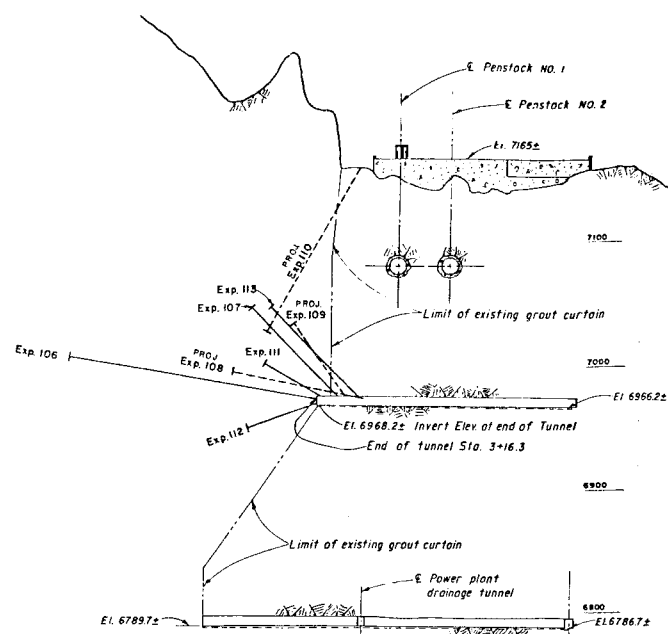 ℄ Penstock NO. 1
℄ Penstock NO. 2
El. 7165±
7100
PROJ.
Exp. 110
Exp. 113
Exp. 107
PROJ.
Exp. 109
Limit of existing grout curtain
Exp. 106
PROJ.
Exp. 108
Exp. 111
7000
El 6966.2±
Exp. 112
El. 6968.2± Invert Elev. at end of Tunnel
End of tunnel Sta. 3+16.3
6900
Limit of existing grout curtain
℄ Power plant
drainage tunnel
6800
El. 6789.7±
El.6786.7±